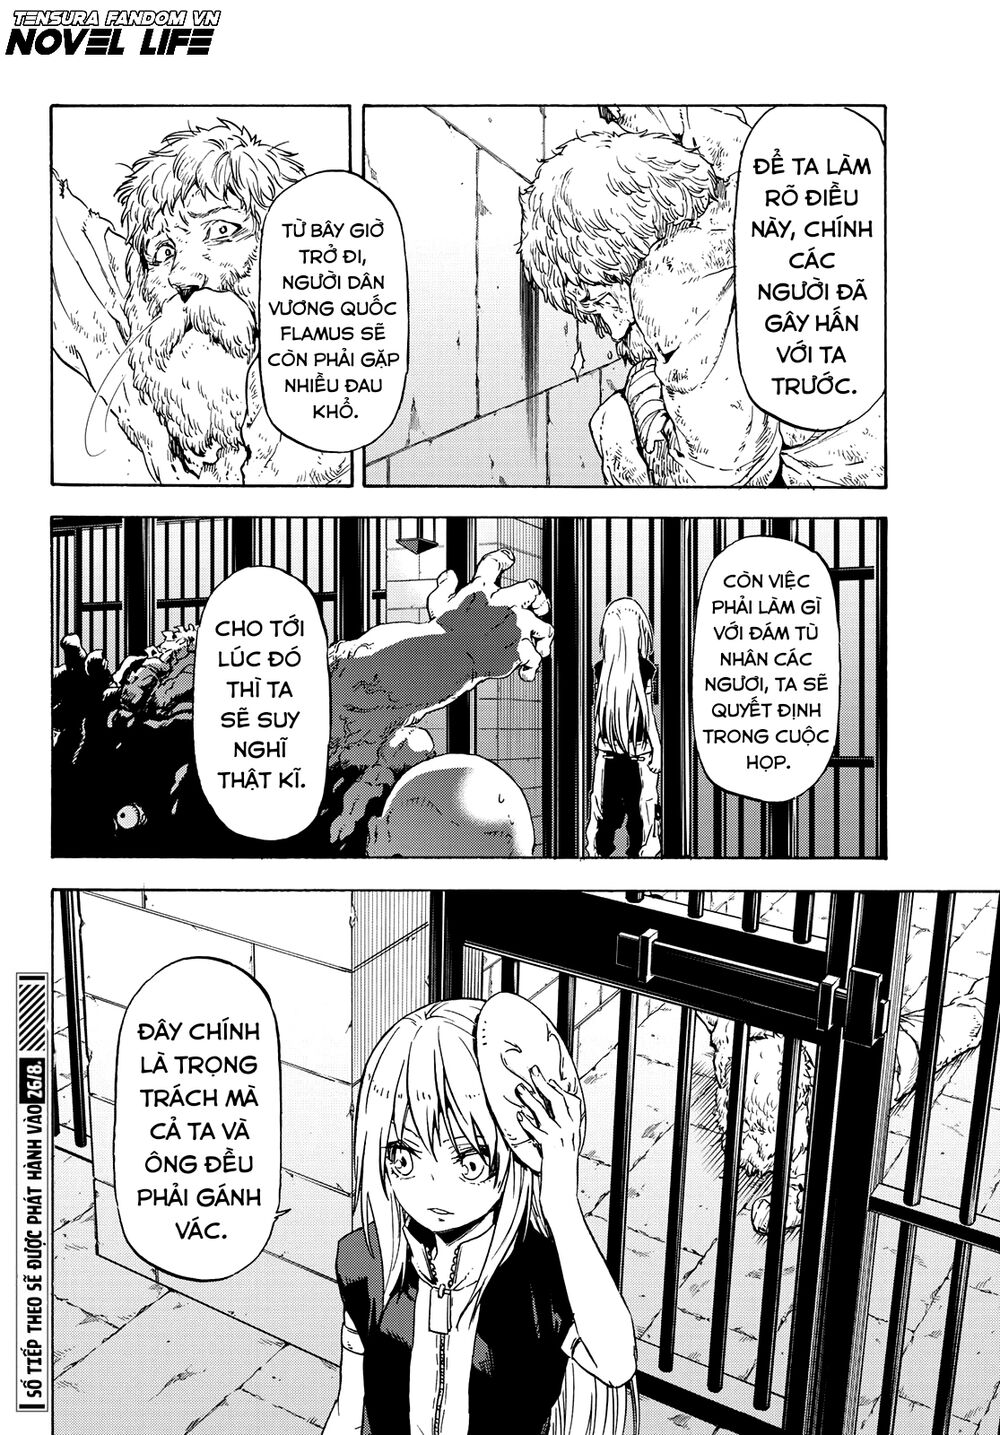 TENSURA FANDOM VN
NOVEL LIFE
ĐỂ TA LÀM
RÕ ĐIỀU
NÀY, CHÍNH
CÁC
NGƯỜI ĐÃ
GÂY HẤN
VỚI TA
TRƯỚC.
TỪ BÂY GIỜ
TRỞ ĐI,
NGƯỜI DÂN
VƯƠNG QUỐC
FLAMUS SẼ
CÒN PHẢI GẶP
NHIỀU ĐAU
KHỔ.
CÒN VIỆC
PHẢI LÀM GÌ
VỚI ĐÁM TÙ
NHÂN CÁC
NGƯƠI, TA SẼ
QUYẾT ĐỊNH
TRONG CUỘC
HỌP.
CHO TỚI
LÚC ĐÓ
THÌ TA
SẼ SUY
NGHĨ
THẬT KĨ.
ĐÂY CHÍNH
LÀ TRỌNG
TRÁCH MÀ
CẢ TA VÀ
ÔNG ĐỀU
PHẢI GÁNH
VÁC.
SỐ TIẾP THEO SẼ ĐƯỢC PHÁT HÀNH VÀO 26/8.